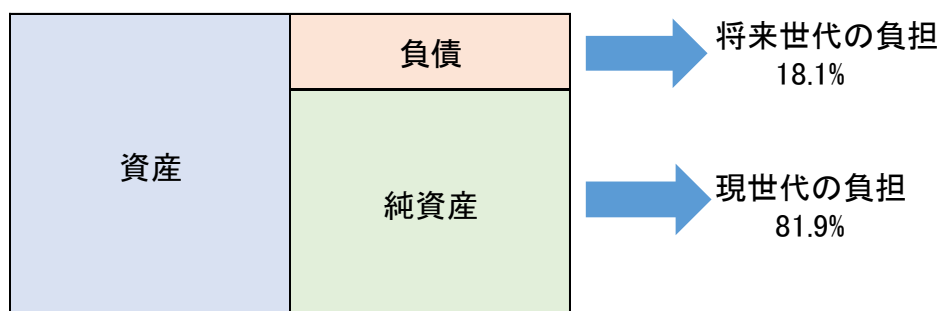 負債
将来世代の負担
18.1%
資産
純資産
現世代の負担
81.9%